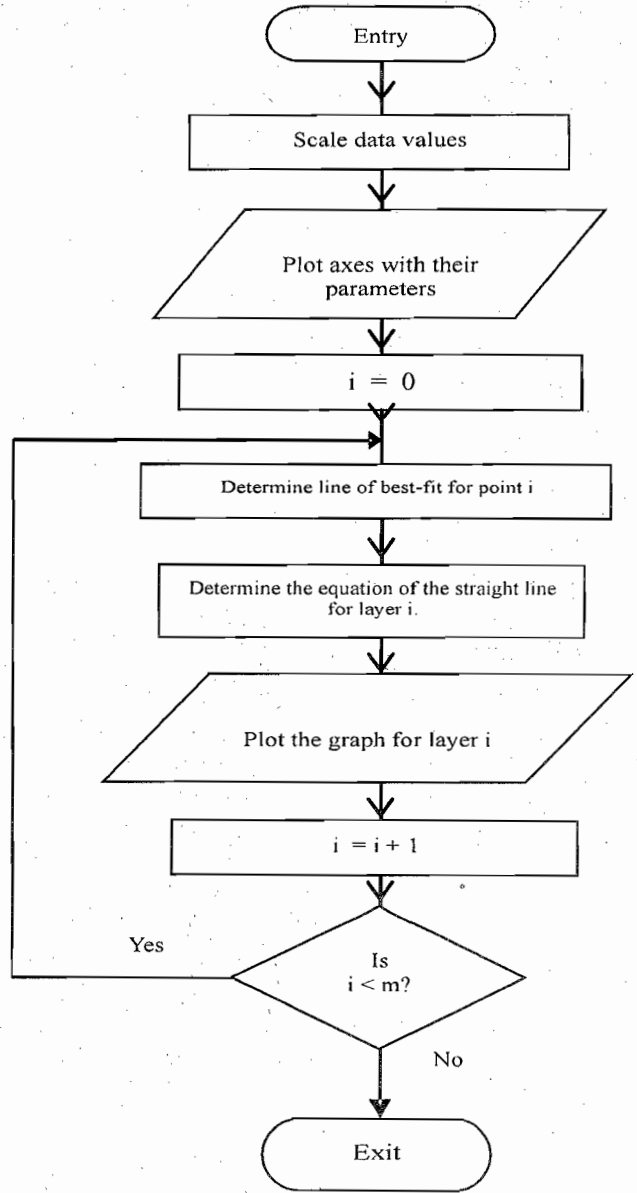 Entry
Scale data values
Plot axes with their
parameters
i = 0
Determine line of best-fit for point i
Determine the equation of the straight line
for layer i.
Plot the graph for layer i
i = i + 1
Is
i < m?
Yes
No
Exit